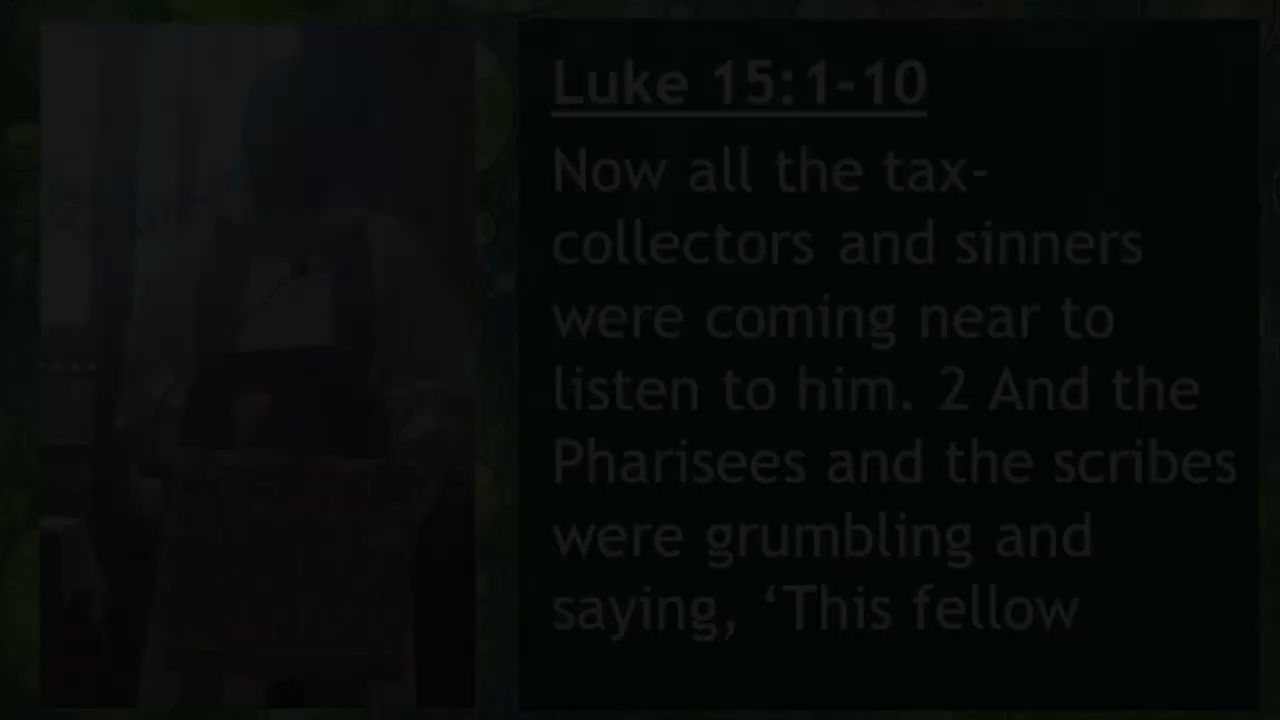 Luke 15:1-10
Now all the tax-
collectors and sinners
were coming near to
listen to him. 2 And the
Pharisees and the scribes
were grumbling and
saying, ‘This fellow